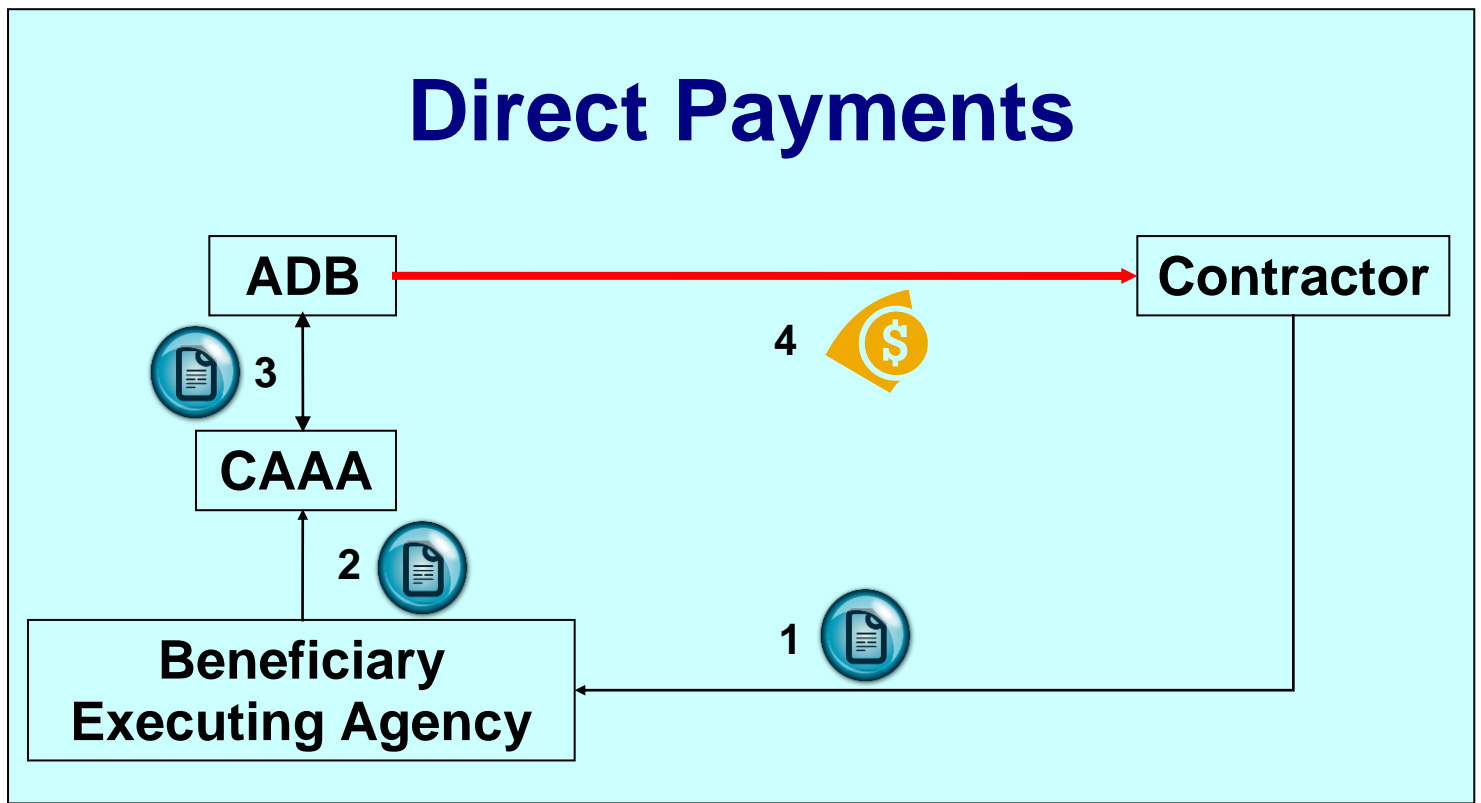 Direct Payments
ADB
Contractor
4
$
3
CAAA
2
1
Beneficiary
Executing Agency